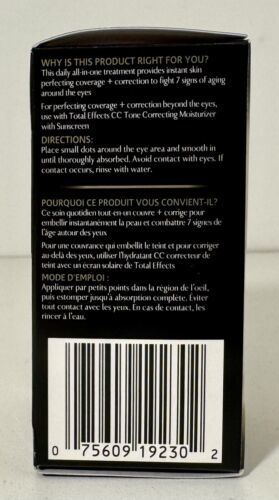 WHY IS THIS PRODUCT RIGHT FOR YOU?
This daily all-in-one treatment provides instant skin
perfecting coverage + correction to fight 7 signs of aging
around the eyes
For perfecting coverage + correction beyond the eyes,
use with Total Effects CC Tone Correcting Moisturizer
with Sunscreen
DIRECTIONS:
Place small dots around the eye area and smooth in
until thoroughly absorbed. Avoid contact with eyes. If
contact occurs, rinse with water.
POURQUOI CE PRODUIT VOUS CONVIENT-IL?
Ce soin quotidien tout-en-un couvre + corrige pour
embellir instantanément la peau et combattre 7 signes de
l'âge autour des yeux
Pour une couvrance qui embellit le teint et pour corriger
au-delà des yeux, utiliser l'hydratant CC correcteur de
teint avec un écran solaire de Total Effects
MODE D'EMPLOI :
Appliquer par petits points dans la région de l'oeil,
puis estomper jusqu'à absorption complète. Éviter
tout contact avec les yeux. En cas de contact, les
rincer à l'eau.
0 75609 19230 2